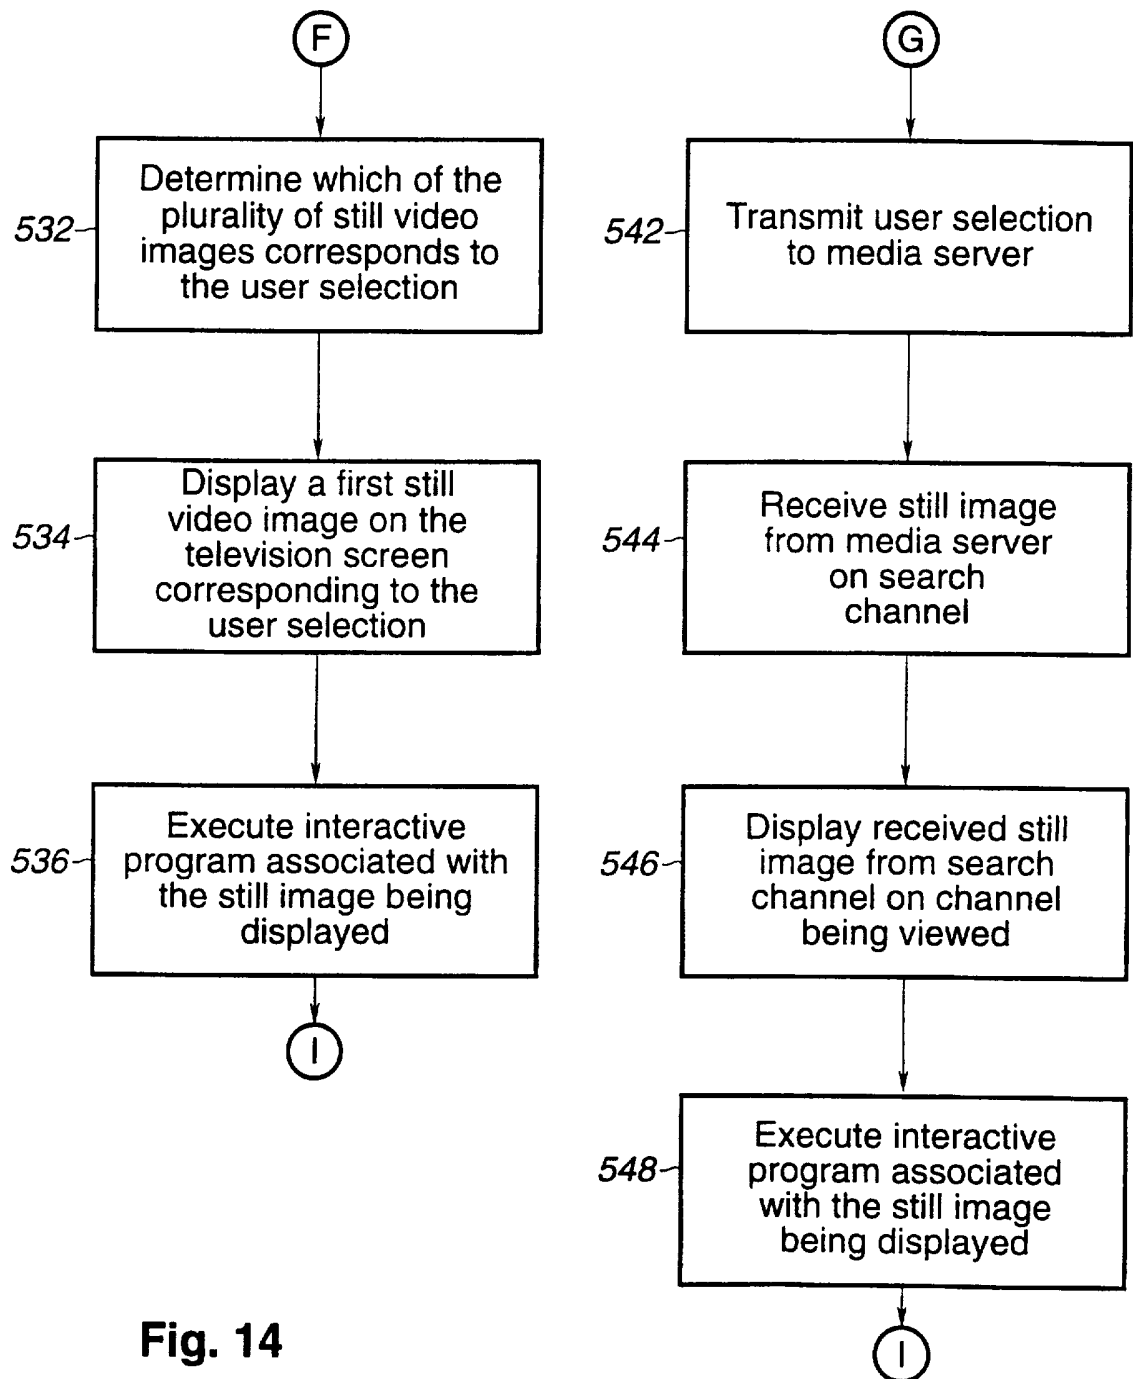 F
532
Determine which of the
plurality of still video
images corresponds to
the user selection
534
Display a first still
video image on the
television screen
corresponding to the
user selection
536
Execute interactive
program associated with
the still image being
displayed
I
G
542
Transmit user selection
to media server
544
Receive still image
from media server
on search
channel
546
Display received still
image from search
channel on channel
being viewed
548
Execute interactive
program associated
with the still image
being displayed
I
Fig. 14